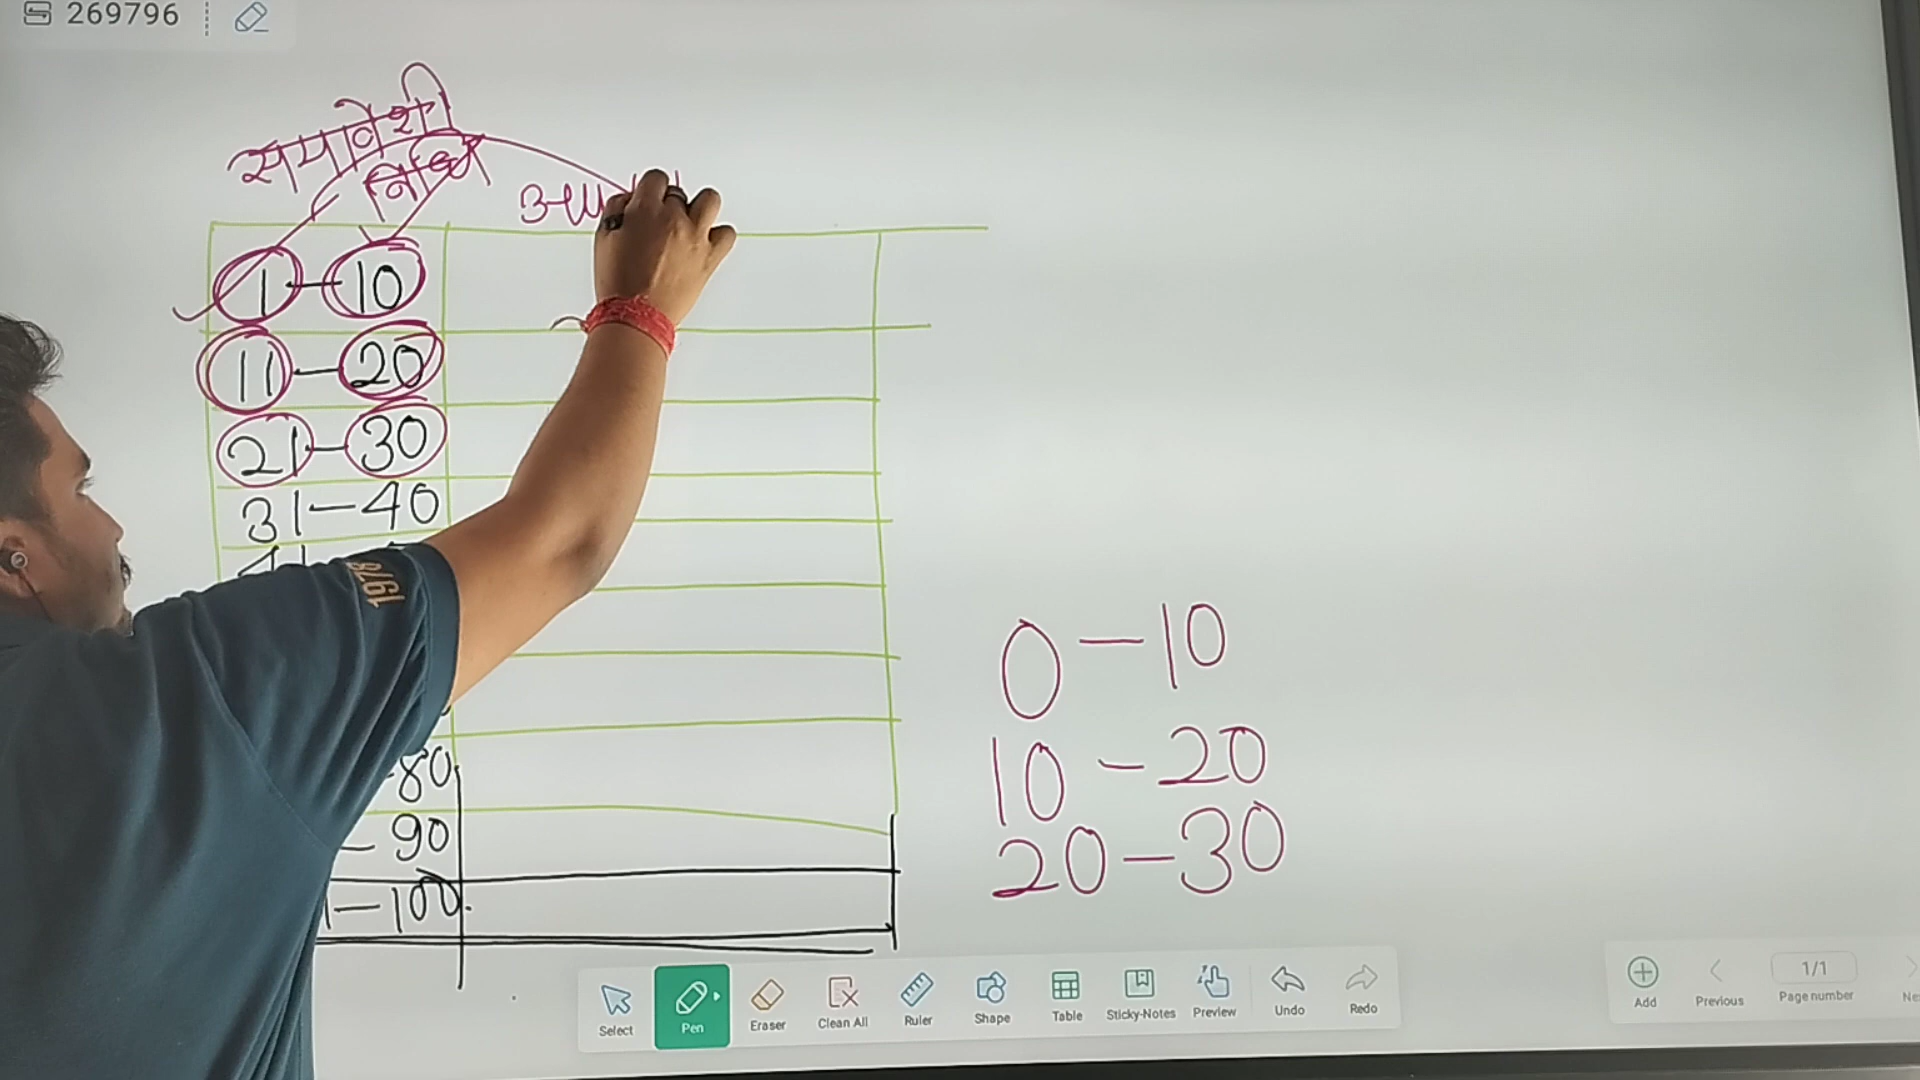 269796
समावेशी
विधि
1-10
11-20
21-30
31-40
80
-90
-100
1978
0-10
10-20
20-30
Select
Pen
Eraser
Clean All
Ruler
Shape
Table
Sticky-Notes
Preview
Undo
Redo
Add
Previous
1/1
Page number